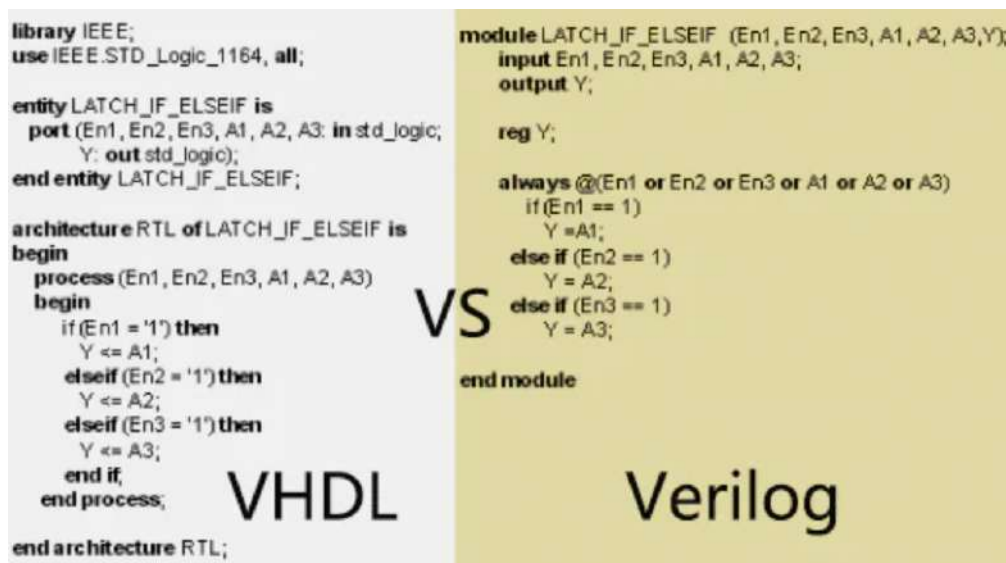 library IEEE;
use IEEE.STD_Logic_1164, all;
entity LATCH_IF_ELSEIF is
port (En1, En2, En3, A1, A2, A3: in std_logic;
Y: out std_logic);
end entity LATCH_IF_ELSEIF;
architecture RTL of LATCH_IF_ELSEIF is
begin
process (En1, En2, En3, A1, A2, A3)
begin
if (En1 = '1') then
Y <= A1;
elseif (En2 = '1') then
Y <= A2;
elseif (En3 = '1') then
Y <= A3;
end if;
end process;
end architecture RTL;
VHDL
VS
module LATCH_IF_ELSEIF (En1, En2, En3, A1, A2, A3,Y);
input En1, En2, En3, A1, A2, A3;
output Y;
reg Y;
always @(En1 or En2 or En3 or A1 or A2 or A3)
if (En1 == 1)
Y =A1;
else if (En2 == 1)
Y = A2;
else if (En3 == 1)
Y = A3;
end module
Verilog